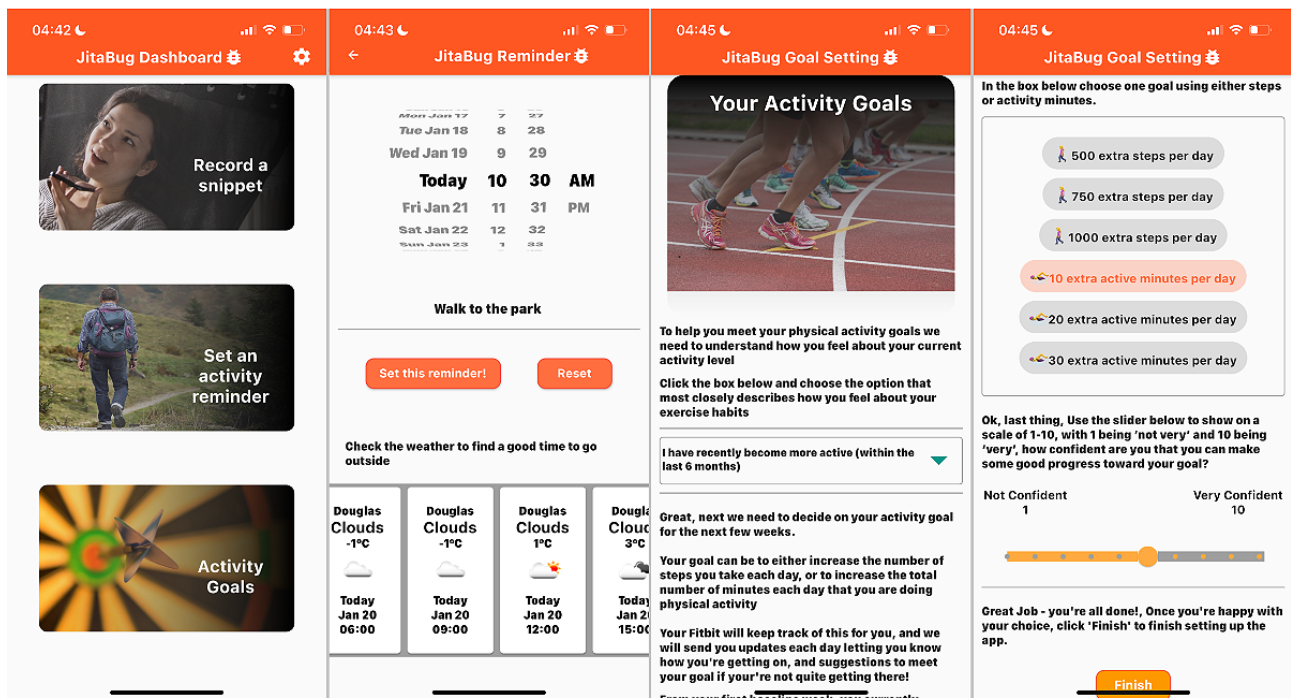 04:42
JitaBug Dashboard
Record a
snippet
Set an
activity
reminder
Activity
Goals
04:43
JitaBug Reminder
Mon Jan 17 7 27
Tue Jan 18 8 28
Wed Jan 19 9 29
Today 10 30 AM
Fri Jan 21 11 31 PM
Sat Jan 22 12 32
Sun Jan 23 1 33
Walk to the park
Set this reminder! Reset
Check the weather to find a good time to go
outside
Douglas Douglas Douglas
Clouds Clouds Clouds
-1°C -1°C 1°C 3°C
Today Today Today Today
Jan 20 Jan 20 Jan 20 Jan 20
06:00 09:00 12:00 15:00
04:45
JitaBug Goal Setting
Your Activity Goals
To help you meet your physical activity goals we
need to understand how you feel about your current
activity level
Click the box below and choose the option that
most closely describes how you feel about your
exercise habits
I have recently become more active (within the
last 6 months)
Great, next we need to decide on your activity goal
for the next few weeks.
Your goal can be to either increase the number of
steps you take each day, or to increase the total
number of minutes each day that you are doing
physical activity
Your Fitbit will keep track of this for you, and we
will send you updates each day letting you know
how you're getting on, and suggestions to meet
your goal if your're not quite getting there!
04:45
JitaBug Goal Setting
In the box below choose one goal using either steps
or activity minutes.
500 extra steps per day
750 extra steps per day
1000 extra steps per day
10 extra active minutes per day
20 extra active minutes per day
30 extra active minutes per day
Ok, last thing, Use the slider below to show on a
scale of 1-10, with 1 being 'not very' and 10 being
'very', how confident are you that you can make
some good progress toward your goal?
Not Confident Very Confident
1 10
Great Job - you're all done!, Once you're happy with
your choice, click 'Finish' to finish setting up the
app.
Finish